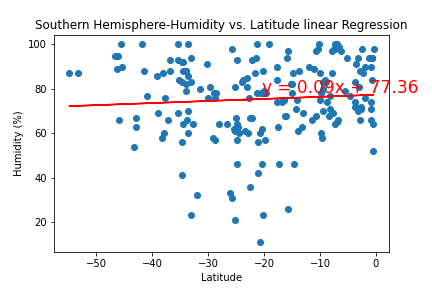 Southern Hemisphere-Humidity vs. Latitude linear Regression
100
80
60
40
20
Humidity (%)
y = 0.09x + 77.36
−50
−40
−30
−20
−10
0
Latitude